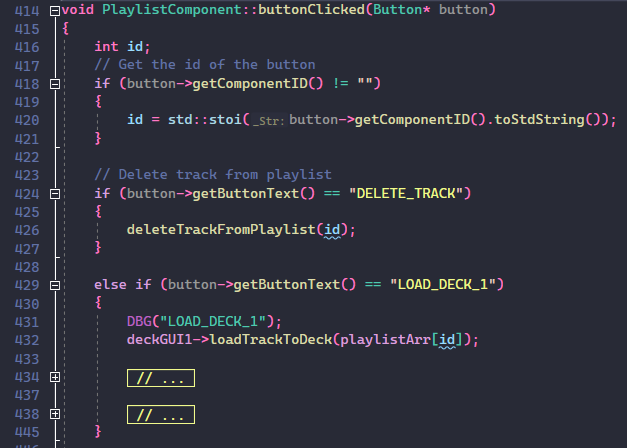 414 void PlaylistComponent::buttonClicked(Button* button)
415 {
416 int id;
417 // Get the id of the button
418 if (button->getComponentID() != "")
419 {
420 id = std::stoi(_Str: button->getComponentID().toStdString());
421 }
422
423 // Delete track from playlist
424 if (button->getButtonText() == "DELETE_TRACK")
425 {
426 deleteTrackFromPlaylist(id);
427 }
428
429 else if (button->getButtonText() == "LOAD_DECK_1")
430 {
431 DBG("LOAD_DECK_1");
432 deckGUI1->loadTrackToDeck(playlistArr[id]);
433
434 // ...
437
438 // ...
445 }